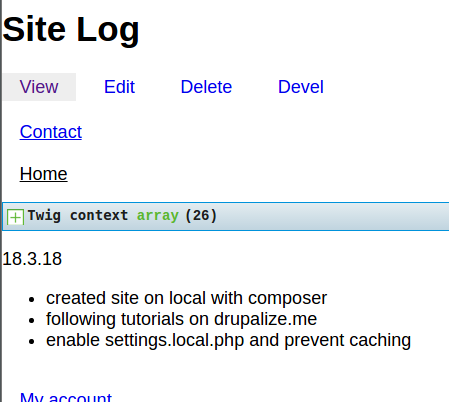 Site Log
View Edit Delete Devel
Contact
Home
Twig context array (26)
18.3.18
created site on local with composer
following tutorials on drupalize.me
enable settings.local.php and prevent caching
My account